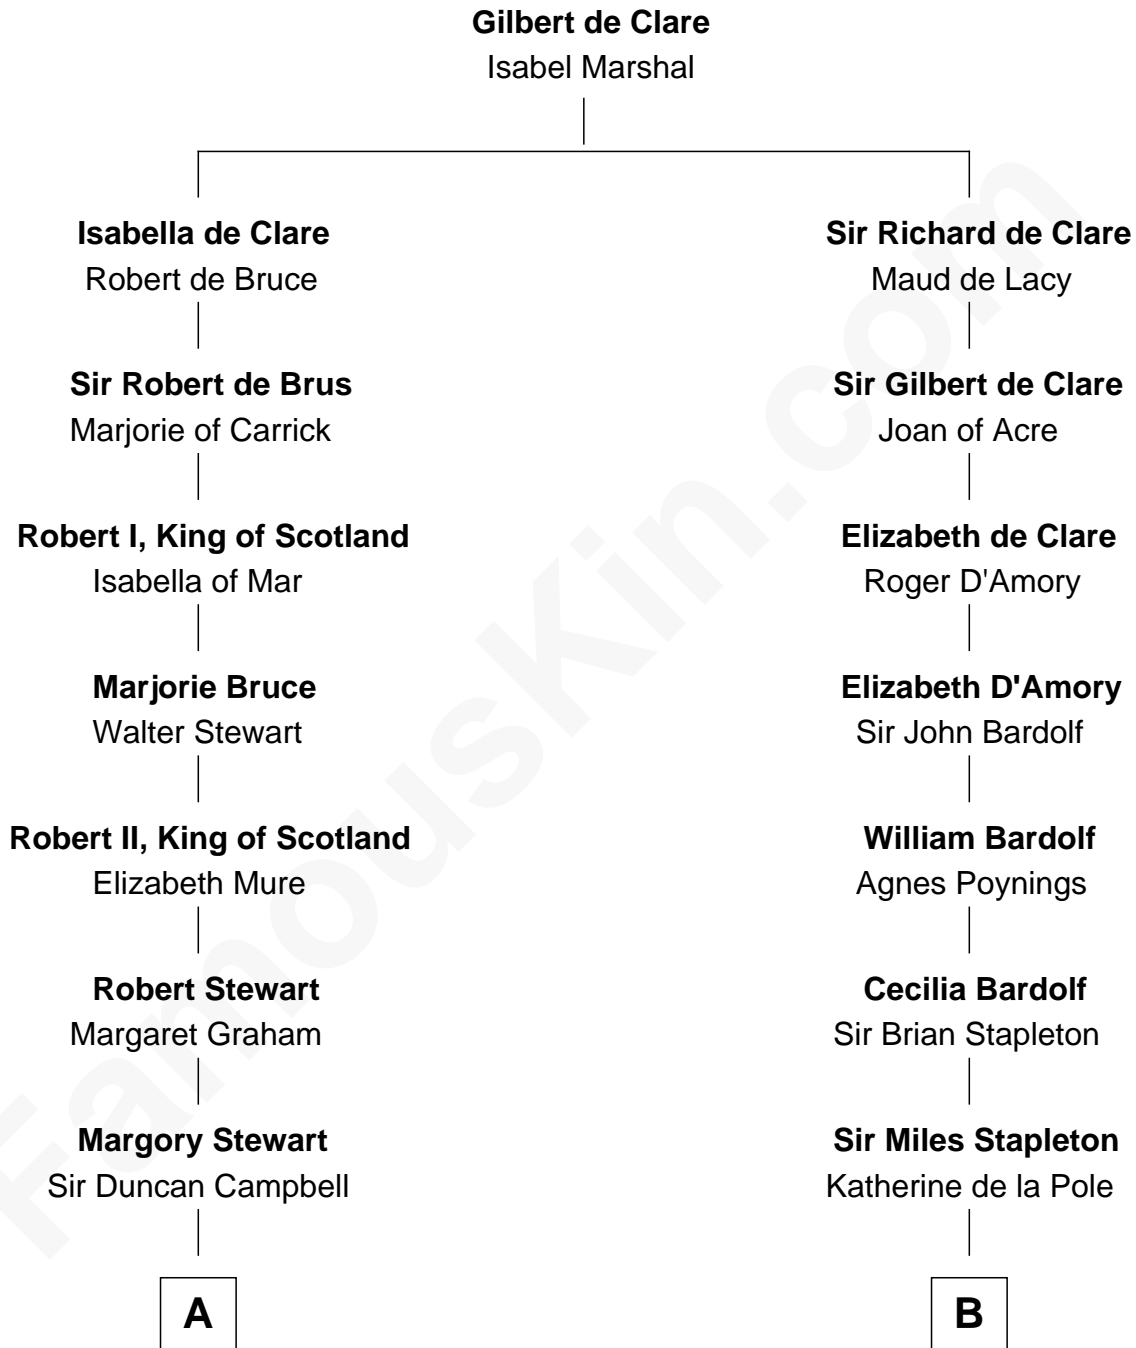 Gilbert de Clare
Isabel Marshal
Isabella de Clare
Robert de Bruce
Sir Richard de Clare
Maud de Lacy
Sir Robert de Brus
Marjorie of Carrick
Sir Gilbert de Clare
Joan of Acre
Robert I, King of Scotland
Isabella of Mar
Elizabeth de Clare
Roger D'Amory
Marjorie Bruce
Walter Stewart
Elizabeth D'Amory
Sir John Bardolf
Robert II, King of Scotland
Elizabeth Mure
William Bardolf
Agnes Poynings
Robert Stewart
Margaret Graham
Cecilia Bardolf
Sir Brian Stapleton
Margory Stewart
Sir Duncan Campbell
Sir Miles Stapleton
Katherine de la Pole
A
B
FamousKin.com